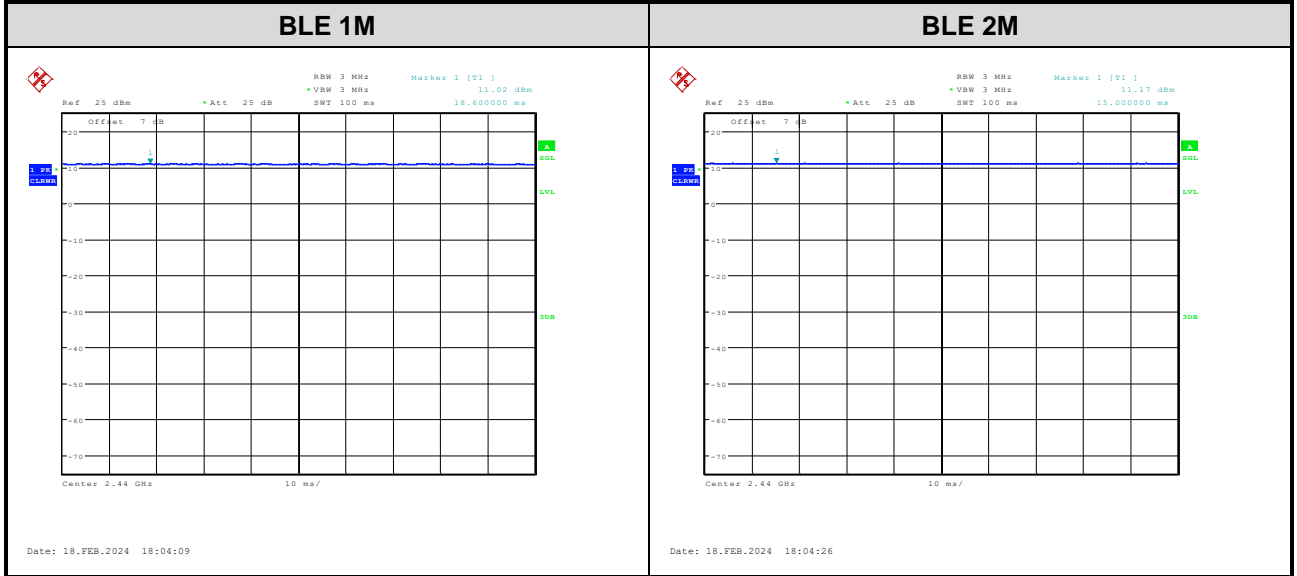 BLE 1M
BLE 2M
R S
RBW 3 MHz Marker 1 [T1 ]
*VBW 3 MHz 11.02 dBm
Ref 25 dBm *Att 25 dB SWT 100 ms 18.600000 ms
Offset 7 dB
20
1
A
SGL
1 PK *
10
CLRWR
LVL
0
-10
-20
-30
3DB
-40
-50
-60
-70
Center 2.44 GHz 10 ms/
Date: 18.FEB.2024 18:04:09
R S
RBW 3 MHz Marker 1 [T1 ]
*VBW 3 MHz 11.17 dBm
Ref 25 dBm *Att 25 dB SWT 100 ms 15.000000 ms
Offset 7 dB
20
1
A
SGL
1 PK *
10
CLRWR
LVL
0
-10
-20
-30
3DB
-40
-50
-60
-70
Center 2.44 GHz 10 ms/
Date: 18.FEB.2024 18:04:26